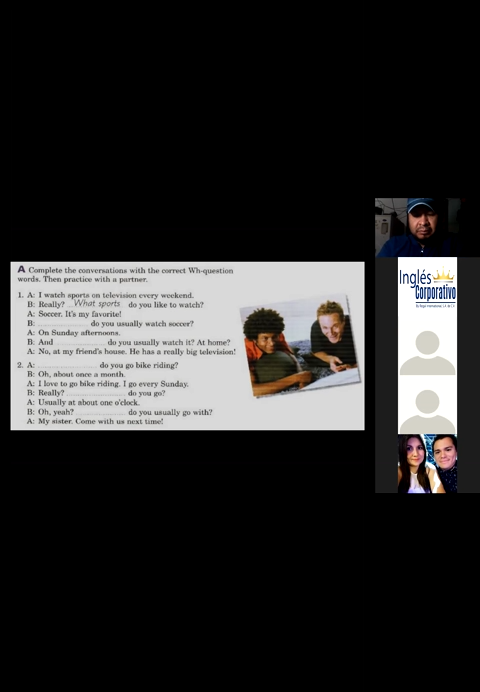 A Complete the conversations with the correct Wh-question
words. Then practice with a partner.
1. A: I watch sports on television every weekend.
B: Really? What sports do you like to watch?
A: Soccer. It's my favorite!
B: ........ do you usually watch soccer?
A: On Sunday afternoons.
B: And ........ do you usually watch it? At home?
A: No, at my friend's house. He has a really big television!
2. A: ........ do you go bike riding?
B: Oh, about once a month.
A: I love to go bike riding. I go every Sunday.
B: Really? ........ do you go?
A: Usually at about one o'clock.
B: Oh, yeah? ........ do you usually go with?
A: My sister. Come with us next time!
Inglés
Corporativo